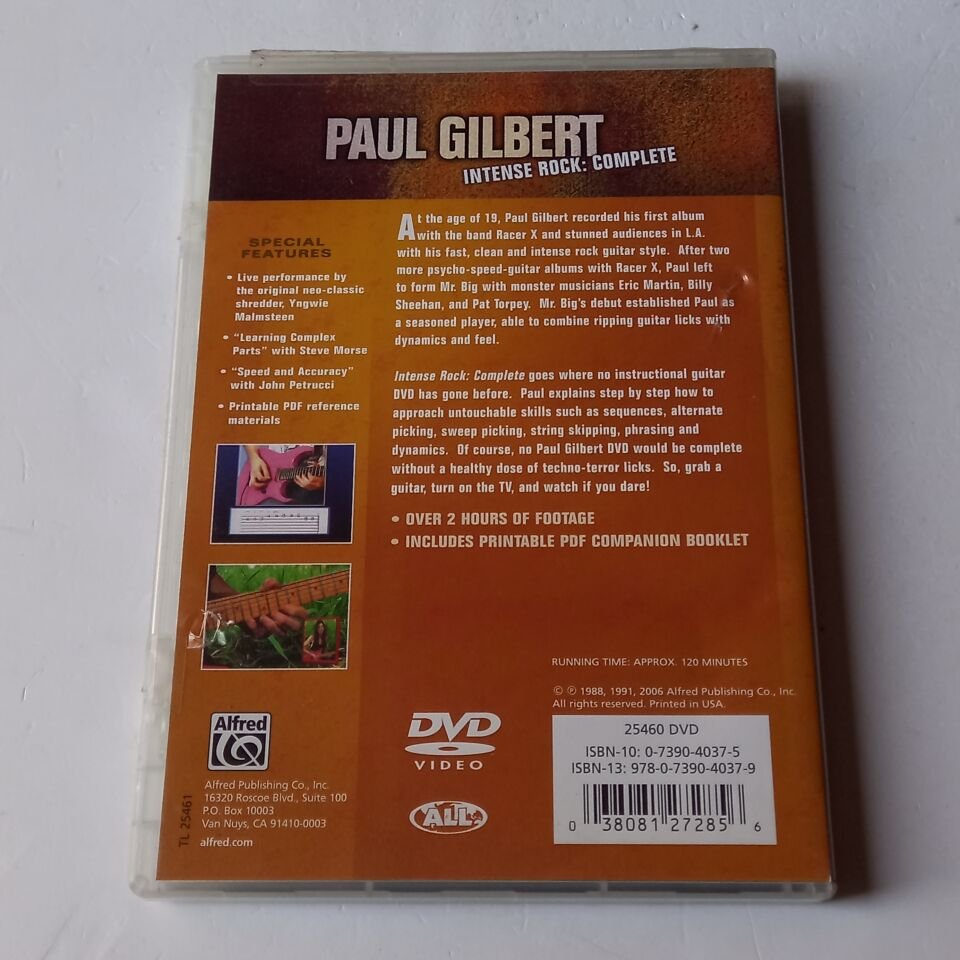 PAUL GILBERT
INTENSE ROCK: COMPLETE
SPECIAL
FEATURES
• Live performance by
the original neo-classic
shredder, Yngwie
Malmsteen
• "Learning Complex
Parts" with Steve Morse
• "Speed and Accuracy"
with John Petrucci
• Printable PDF reference
materials
At the age of 19, Paul Gilbert recorded his first album
with the band Racer X and stunned audiences in L.A.
with his fast, clean and intense rock guitar style. After two
more psycho-speed-guitar albums with Racer X, Paul left
to form Mr. Big with monster musicians Eric Martin, Billy
Sheehan, and Pat Torpey. Mr. Big's debut established Paul as
a seasoned player, able to combine ripping guitar licks with
dynamics and feel.
Intense Rock: Complete goes where no instructional guitar
DVD has gone before. Paul explains step by step how to
approach untouchable skills such as sequences, alternate
picking, sweep picking, string skipping, phrasing and
dynamics. Of course, no Paul Gilbert DVD would be complete
without a healthy dose of techno-terror licks. So, grab a
guitar, turn on the TV, and watch if you dare!
• OVER 2 HOURS OF FOOTAGE
• INCLUDES PRINTABLE PDF COMPANION BOOKLET
RUNNING TIME: APPROX. 120 MINUTES
© ℗ 1988, 1991, 2006 Alfred Publishing Co., Inc.
All rights reserved. Printed in USA.
Alfred
Alfred Publishing Co., Inc.
16320 Roscoe Blvd., Suite 100
P.O. Box 10003
Van Nuys, CA 91410-0003
alfred.com
TL 25461
DVD
VIDEO
ALL
25460 DVD
ISBN-10: 0-7390-4037-5
ISBN-13: 978-0-7390-4037-9
0 38081 27285 6